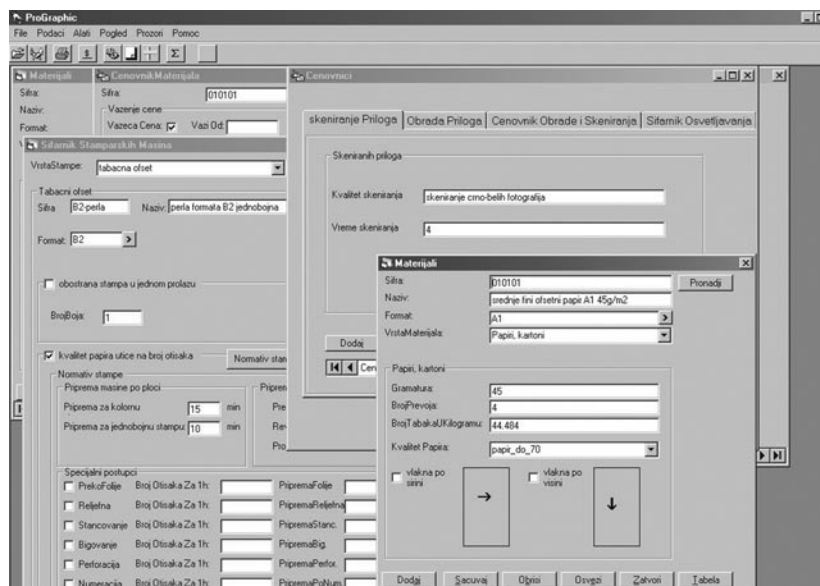 ProGraphic
File Podaci Alati Pogled Prozori Pomoc
Materijali
Sifra:
Naziv:
Format:
CenovnikMaterijala
Sifra: 010101
Vazenje cene
Vazeca Cena: Vazi Od:
Sifarnik Stamparskih Masina
VrstaStampe: tabacna ofset
Tabacni ofset
Sifra B2-perla Naziv: perla formata B2 jednobojna
Format: B2
obostrana stampa u jednom prolazu
BrojBoja: 1
kvalitet papira utice na broj otisaka
Normativ stampe
Priprema masine po ploci
Priprema za kolornu 15 min
Priprema za jednobojnu stampu: 10 min
Specijalni postupci
PrekoFolije Broj Otisaka Za 1h: PripremaFolije
Reljefna Broj Otisaka Za 1h: PripremaReljefna
Stancovanje Broj Otisaka Za 1h: PripremaStanc.
Bigovanje Broj Otisaka Za 1h: PripremaBig.
Perforacija Broj Otisaka Za 1h: PripremaPerfor.
Numeracija Broj Otisaka Za 1h: PripremaPoNum.
Cenovnici
skeniranje Priloga Obrada Priloga Cenovnik Obrade i Skeniranja Sifarnik Osvetljavanja
Skeniranih priloga
Kvalitet skeniranja skeniranje crno-belih fotografija
Vreme skeniranja 4
Dodaj
Materijali
Sifra: 010101 Pronadji
Naziv: srednje fini ofsetni papir A1 45g/m2
Format: A1
VrstaMaterijala: Papiri, kartoni
Papiri, kartoni
Gramatura: 45
BrojPrevoja: 4
BrojTabakaUKilogramu: 44.484
Kvalitet Papira: papir_do_70
vlakna po sirini
vlakna po visini
Dodaj Sacuvaj Obrisi Osvezi Zatvori Tabela